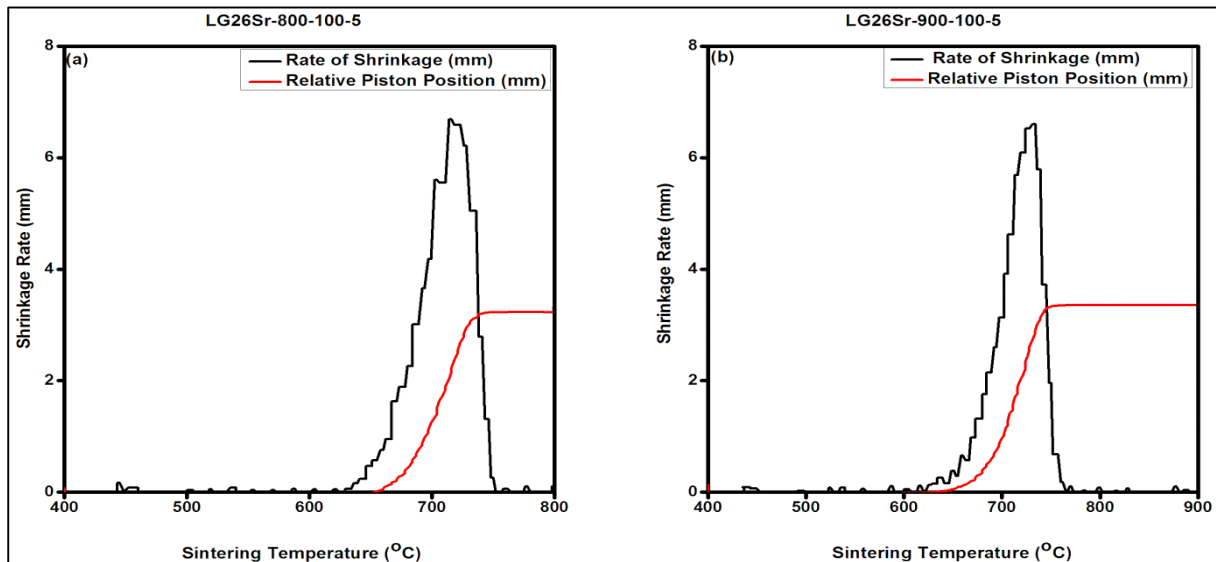 LG26Sr-800-100-5
(a)
Rate of Shrinkage (mm)
Relative Piston Position (mm)
Shrinkage Rate (mm)
8
6
4
2
0
400 500 600 700 800
Sintering Temperature (OC)
LG26Sr-900-100-5
(b)
Rate of Shrinkage (mm)
Relative Piston Position (mm)
Shrinkage Rate (mm)
8
6
4
2
0
400 500 600 700 800 900
Sintering Temperature (OC)